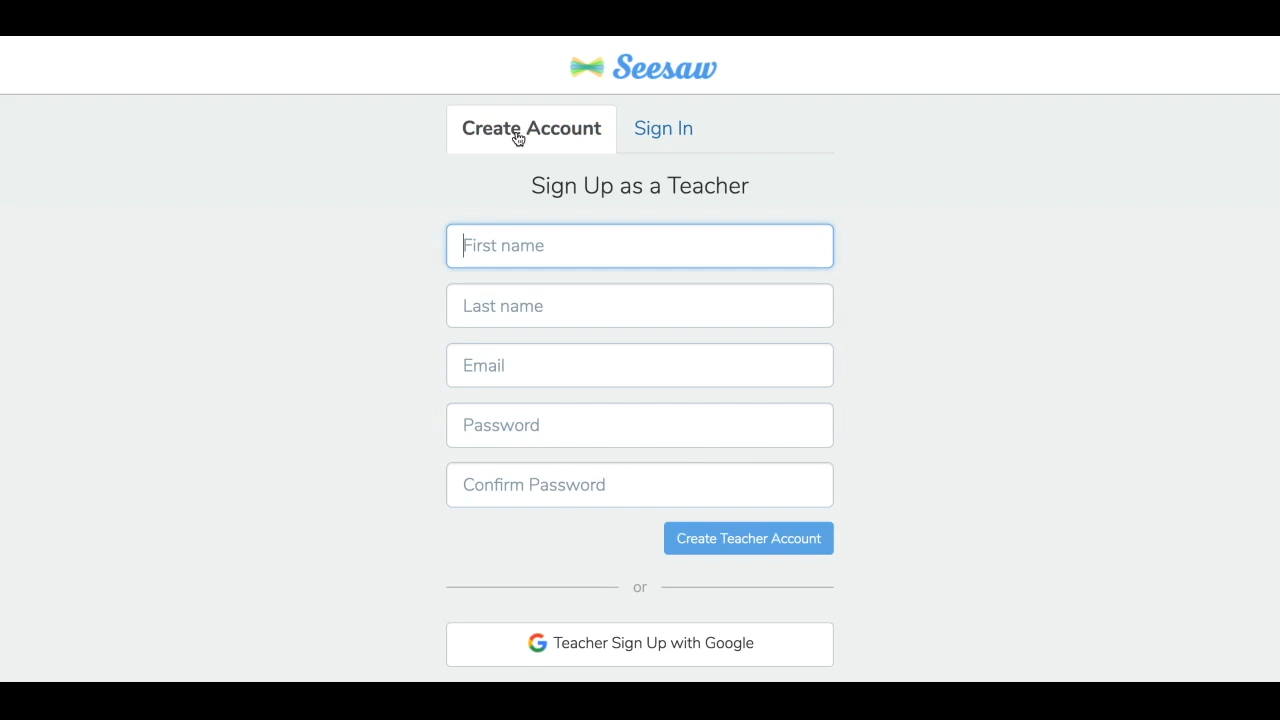 Seesaw
Create Account Sign In
Sign Up as a Teacher
First name
Last name
Email
Password
Confirm Password
Create Teacher Account
or
Teacher Sign Up with Google